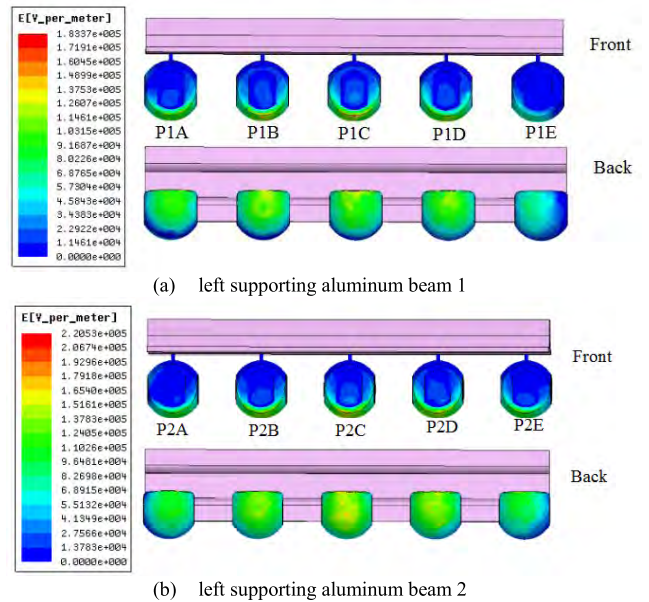 E[V_per_meter]
1.8337e+005
1.7191e+005
1.6045e+005
1.4899e+005
1.3753e+005
1.2607e+005
1.1461e+005
1.0315e+005
9.1687e+004
8.0226e+004
6.8765e+004
5.7304e+004
4.5843e+004
3.4383e+004
2.2922e+004
1.1461e+004
0.0000e+000
Front
P1A P1B P1C P1D P1E
Back
(a) left supporting aluminum beam 1
E[V_per_meter]
2.2053e+005
2.0674e+005
1.9296e+005
1.7918e+005
1.6540e+005
1.5161e+005
1.3783e+005
1.2405e+005
1.1026e+005
9.6481e+004
8.2698e+004
6.8915e+004
5.5132e+004
4.1349e+004
2.7566e+004
1.3783e+004
0.0000e+000
Front
P2A P2B P2C P2D P2E
Back
(b) left supporting aluminum beam 2